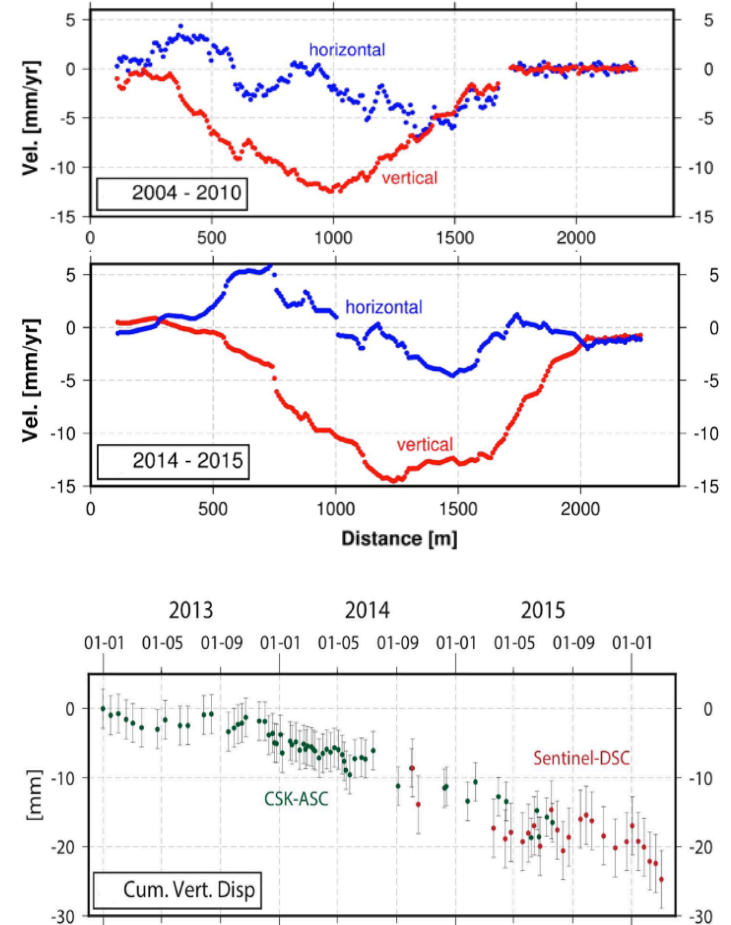 5 5
horizontal
0 0
Vel. [mm/yr]
-5 -5
-10 -10
vertical
2004 - 2010
-15 -15
0 500 1000 1500 2000
5 5
horizontal
0 0
Vel. [mm/yr]
-5 -5
-10 -10
vertical
2014 - 2015
-15 -15
0 500 1000 1500 2000
Distance [m]
2013 2014 2015
01-01 01-05 01-09 01-01 01-05 01-09 01-01 01-05 01-09 01-01
0 0
Sentinel-DSC
-10 -10
[mm]
CSK-ASC
-20 -20
Cum. Vert. Disp
-30 -30